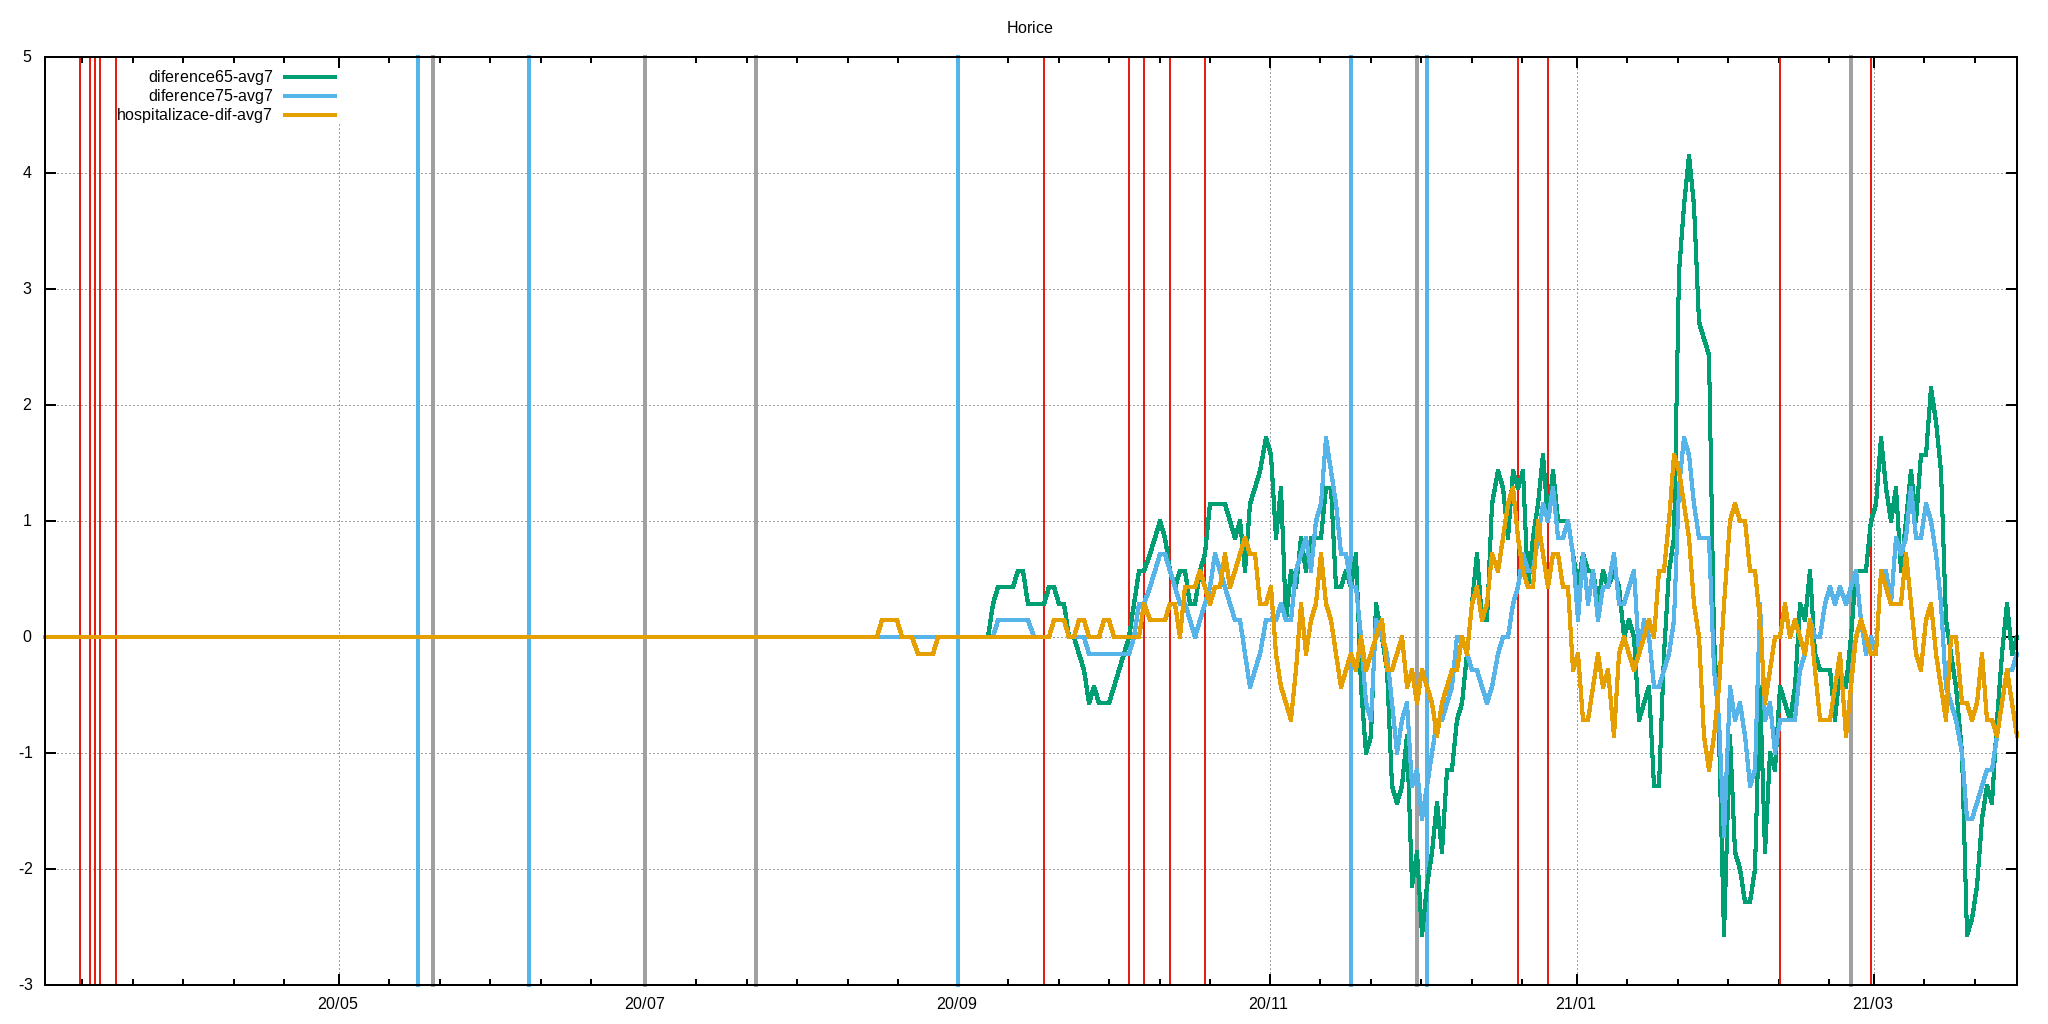 Horice
diference65-avg7
diference75-avg7
hospitalizace-dif-avg7
5
4
3
2
1
0
-1
-2
-3
20/05 20/07 20/09 20/11 21/01 21/03